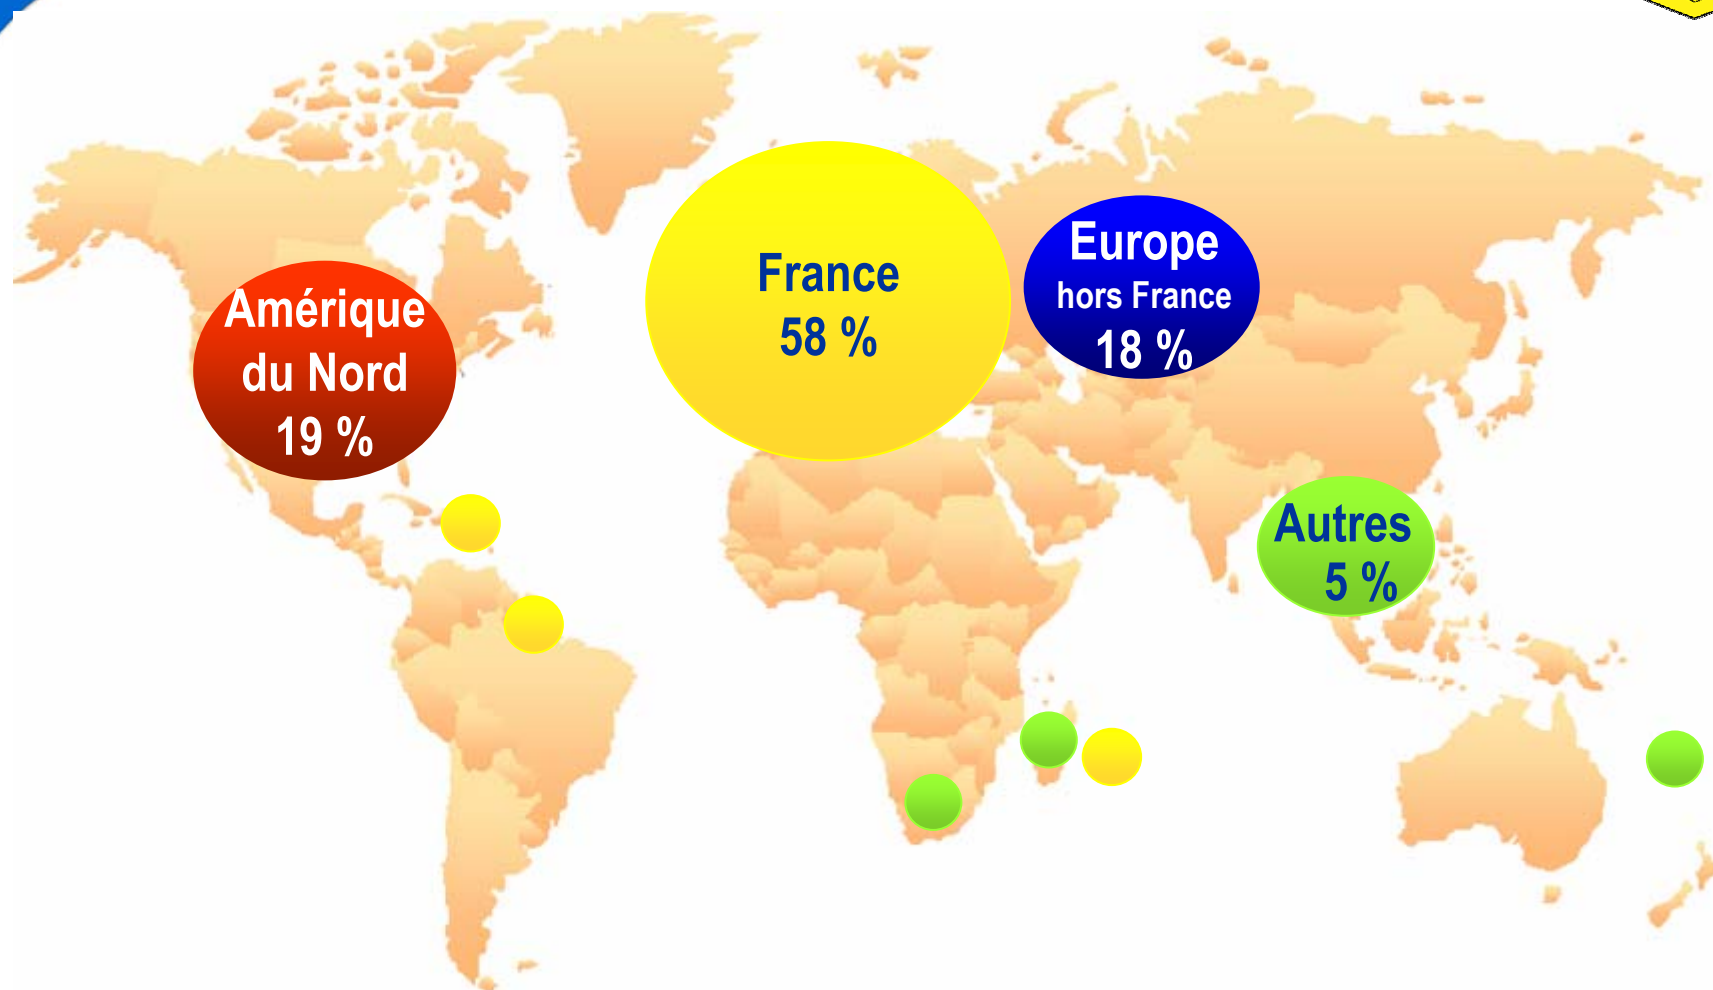 Amérique
du Nord
19 %
France
58 %
Europe
hors France
18 %
Autres
5 %